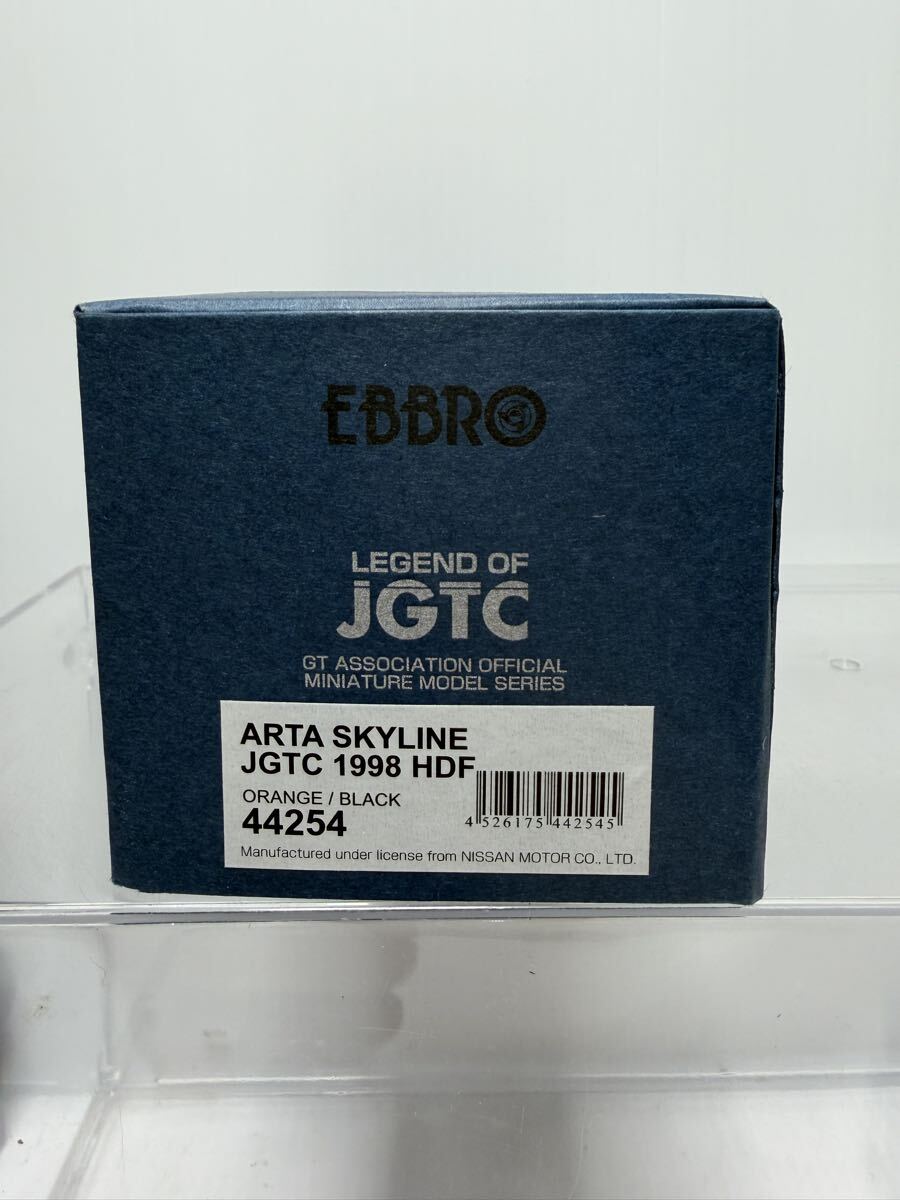 EBBRO
LEGEND OF
JGTC
GT ASSOCIATION OFFICIAL
MINIATURE MODEL SERIES
ARTA SKYLINE
JGTC 1998 HDF
ORANGE / BLACK
44254
4 526175 442545
Manufactured under license from NISSAN MOTOR CO., LTD.